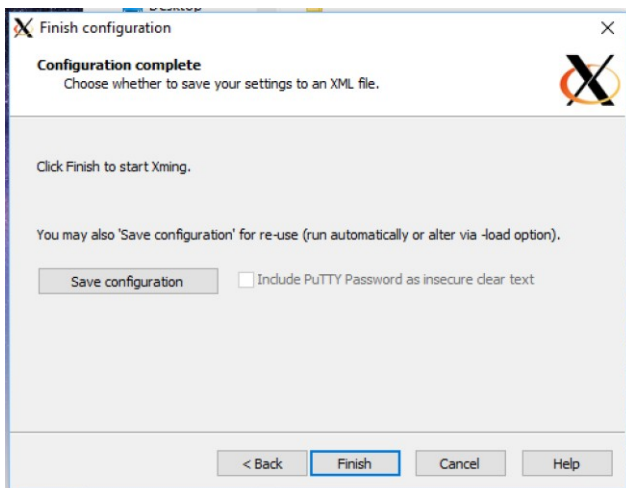 Desktop
Finish configuration
Configuration complete
Choose whether to save your settings to an XML file.
Click Finish to start Xming.
You may also 'Save configuration' for re-use (run automatically or alter via -load option).
Save configuration
Include PuTTY Password as insecure clear text
< Back
Finish
Cancel
Help